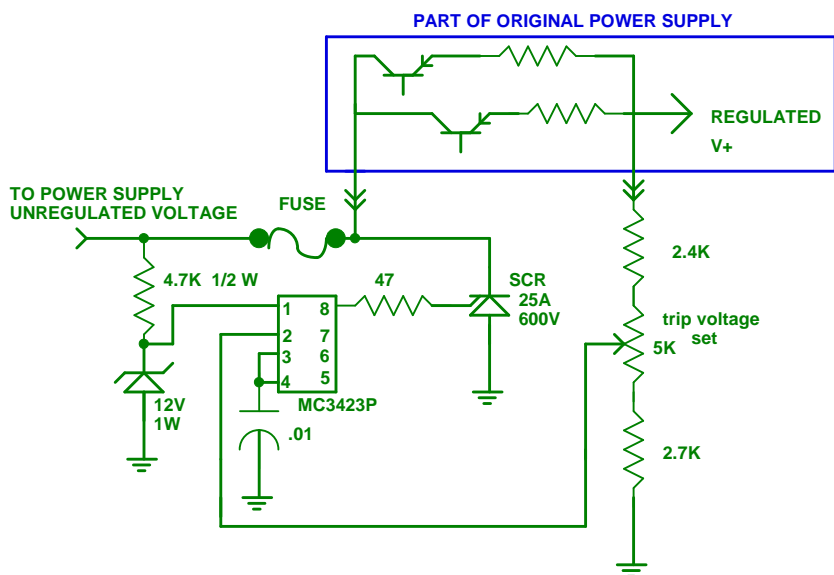 PART OF ORIGINAL POWER SUPPLY
REGULATED
V+
TO POWER SUPPLY
UNREGULATED VOLTAGE
FUSE
2.4K
4.7K 1/2 W
47
SCR
25A
600V
1 8
2 7
3 6
4 5
MC3423P
trip voltage
set
5K
12V
1W
.01
2.7K